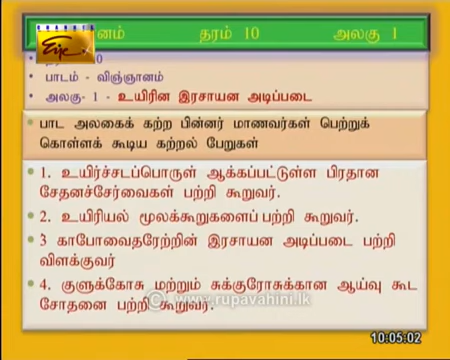 CHANNEL
Eye
னம் தரம் 10 அலகு 1
0
• பாடம் - விஞ்ஞானம்
• அலகு- 1 - உயிரின இரசாயன அடிப்படை
• பாட அலகைக் கற்ற பின்னர் மாணவர்கள் பெற்றுக்
கொள்ளக் கூடிய கற்றல் பேறுகள்
• 1. உயிர்ச்சடப்பொருள் ஆக்கப்பட்டுள்ள பிரதான
சேதனச்சேர்வைகள் பற்றி கூறுவர்.
• 2. உயிரியல் மூலக்கூறுகளைப் பற்றி கூறுவர்.
• 3 காபோவைதரேற்றின் இரசாயன அடிப்படை பற்றி
விளக்குவர்
• 4. குளுக்கோசு மற்றும் சுக்குரோசுக்கான ஆய்வு கூட
சோதனை பற்றி கூறுவர்.
© www.rupavahini.lk
10:05:02